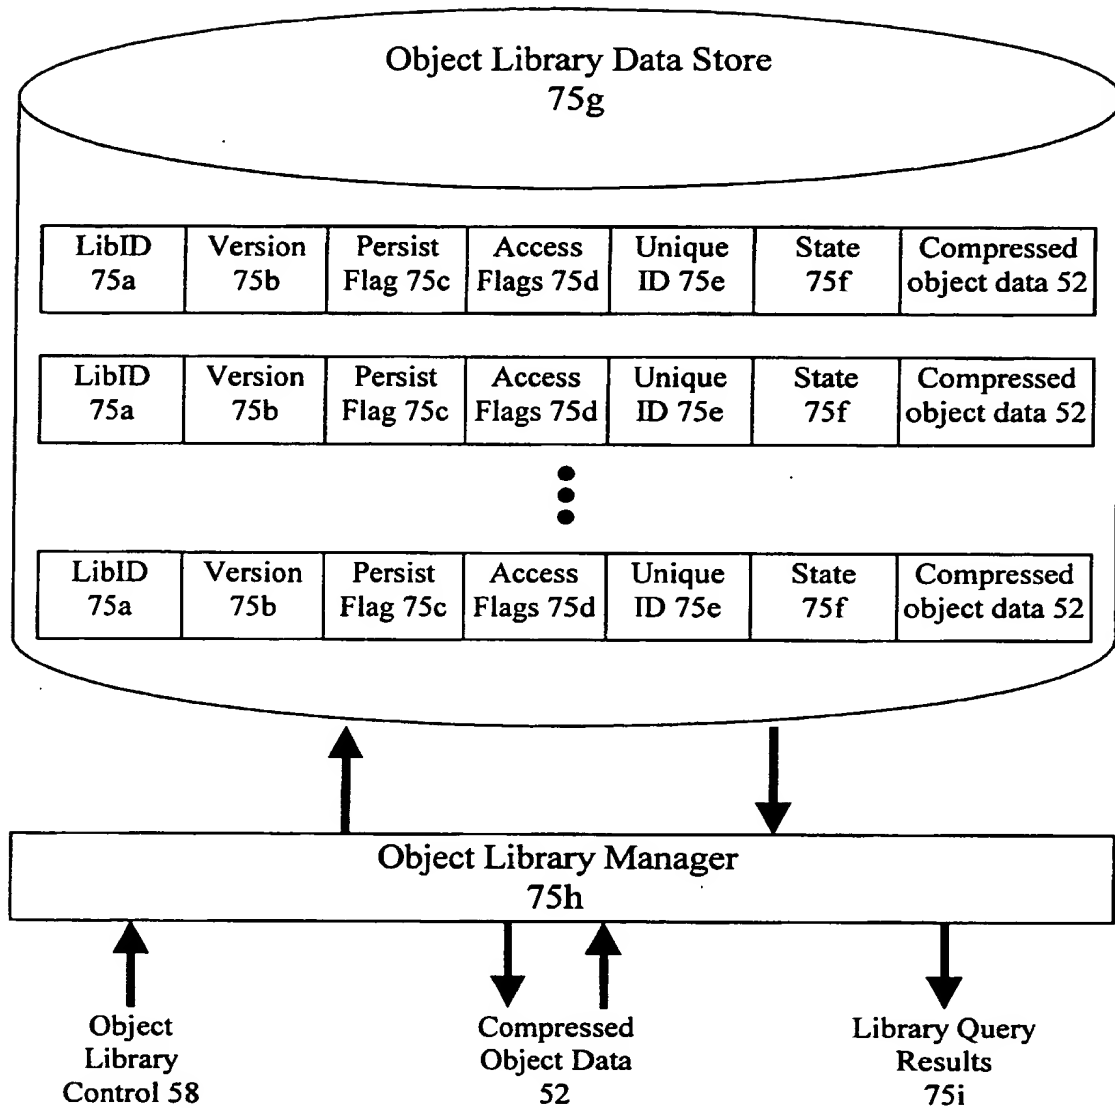 Object Library Data Store
75g
LibID Version Persist Access Unique State Compressed
75a 75b Flag 75c Flags 75d ID 75e 75f object data 52
LibID Version Persist Access Unique State Compressed
75a 75b Flag 75c Flags 75d ID 75e 75f object data 52
LibID Version Persist Access Unique State Compressed
75a 75b Flag 75c Flags 75d ID 75e 75f object data 52
Object Library Manager
75h
Object
Library
Control 58
Compressed
Object Data
52
Library Query
Results
75i